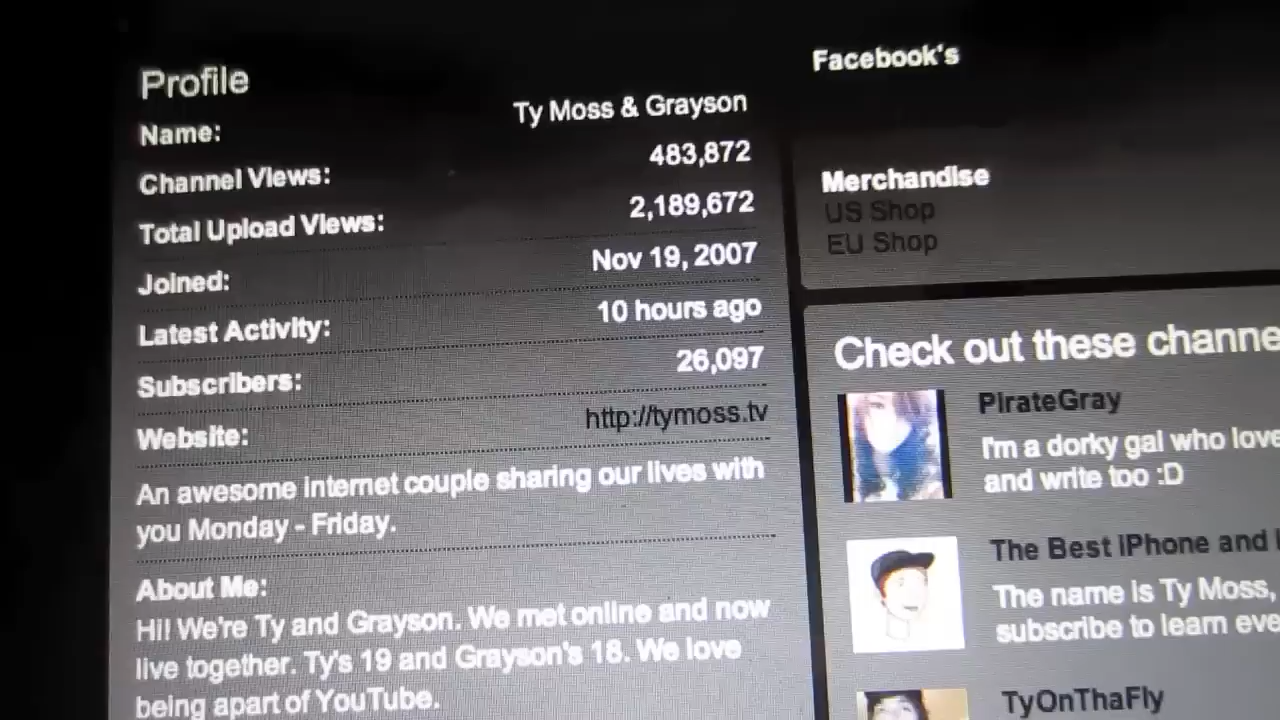 Profile
Name: Ty Moss & Grayson
Channel Views: 483,872
Total Upload Views: 2,189,672
Joined: Nov 19, 2007
Latest Activity: 10 hours ago
Subscribers: 26,097
Website: http://tymoss.tv
An awesome internet couple sharing our lives with
you Monday - Friday.
About Me:
Hi! We're Ty and Grayson. We met online and now
live together. Ty's 19 and Grayson's 18. We love
being apart of YouTube.
Facebook's
Merchandise
US Shop
EU Shop
Check out these channe
PirateGray
I'm a dorky gal who love
and write too :D
The Best iPhone and
The name is Ty Moss,
subscribe to learn eve
TyOnThaFly